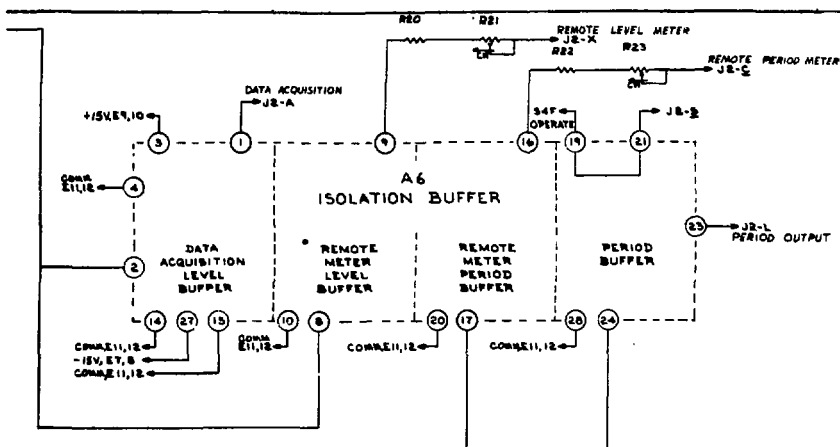 R20
R21
REMOTE LEVEL METER
J2-X
R22
R23
REMOTE PERIOD METER
J2-C
CW
CW
DATA ACQUISITION
J2-A
+15V, E9, 10
S4F
OPERATE
J2-B
3
1
9
16
19
21
4
COMM
E11,12
A6
ISOLATION BUFFER
23
J2-L
PERIOD OUTPUT
2
DATA
ACQUISITION
LEVEL
BUFFER
REMOTE
METER
LEVEL
BUFFER
REMOTE
METER
PERIOD
BUFFER
PERIOD
BUFFER
14
27
15
10
8
20
17
28
24
COMM, E11, 12
-15V, E7, 8
COMM, E11, 12
COMM
E11,12
COMM, E11, 12
COMM, E11, 12